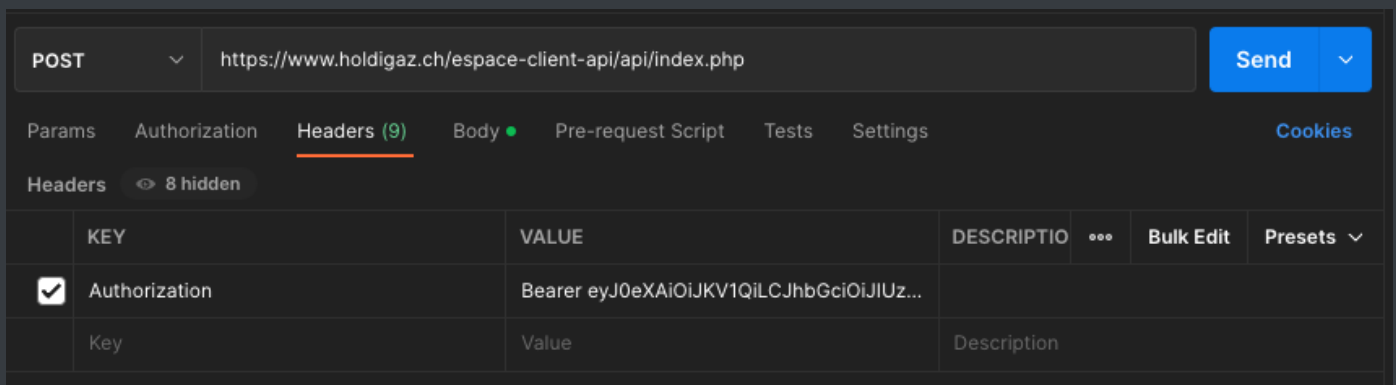 POST https://www.holdigaz.ch/espace-client-api/api/index.php Send
Params Authorization Headers (9) Body Pre-request Script Tests Settings Cookies
Headers 8 hidden
KEY VALUE DESCRIPTIO Bulk Edit Presets
Authorization Bearer eyJ0eXAiOiJKV1QiLCJhbGciOiJIUz...
Key Value Description